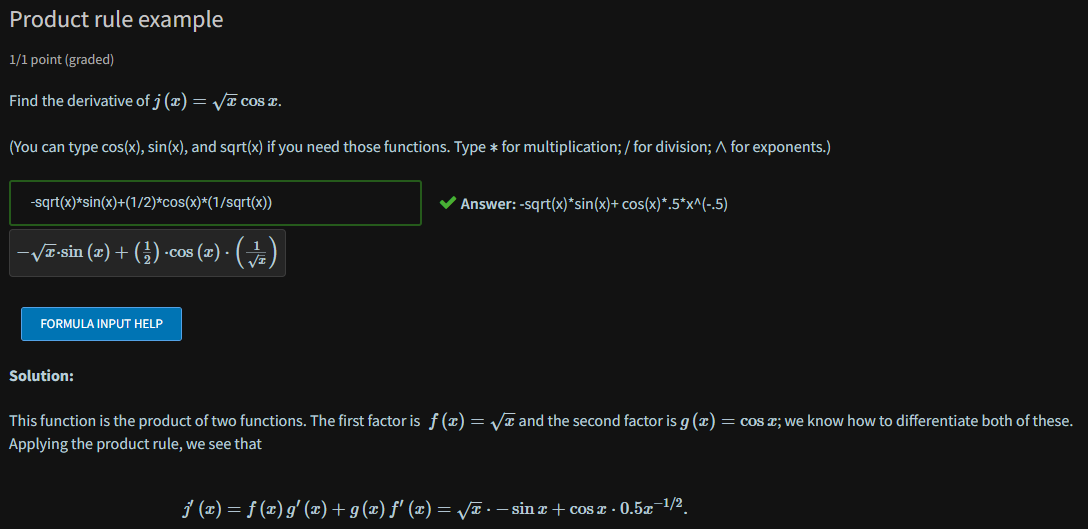 Product rule example
1/1 point (graded)
Find the derivative of j (x) = √x cos x.
(You can type cos(x), sin(x), and sqrt(x) if you need those functions. Type ∗ for multiplication; / for division; ∧ for exponents.)
-sqrt(x)*sin(x)+(1/2)*cos(x)*(1/sqrt(x))
Answer: -sqrt(x)*sin(x)+ cos(x)*.5*x^(-.5)
−√x·sin (x) + (1/2) ·cos (x) · (1/√x)
FORMULA INPUT HELP
Solution:
This function is the product of two functions. The first factor is f (x) = √x and the second factor is g (x) = cos x; we know how to differentiate both of these.
Applying the product rule, we see that
j′ (x) = f (x) g′ (x) + g (x) f′ (x) = √x · − sin x + cos x · 0.5x^−1/2.